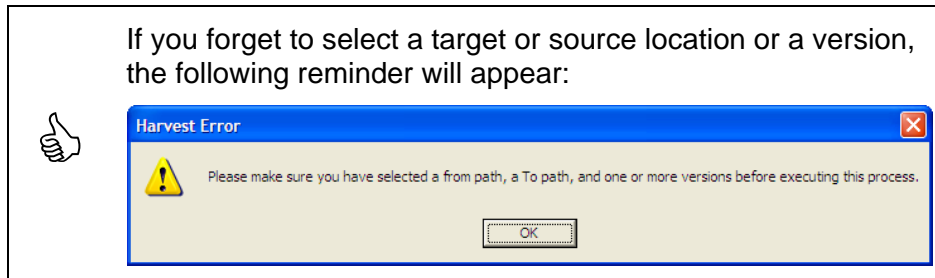 If you forget to select a target or source location or a version,
the following reminder will appear:
Harvest Error
Please make sure you have selected a from path, a To path, and one or more versions before executing this process.
OK